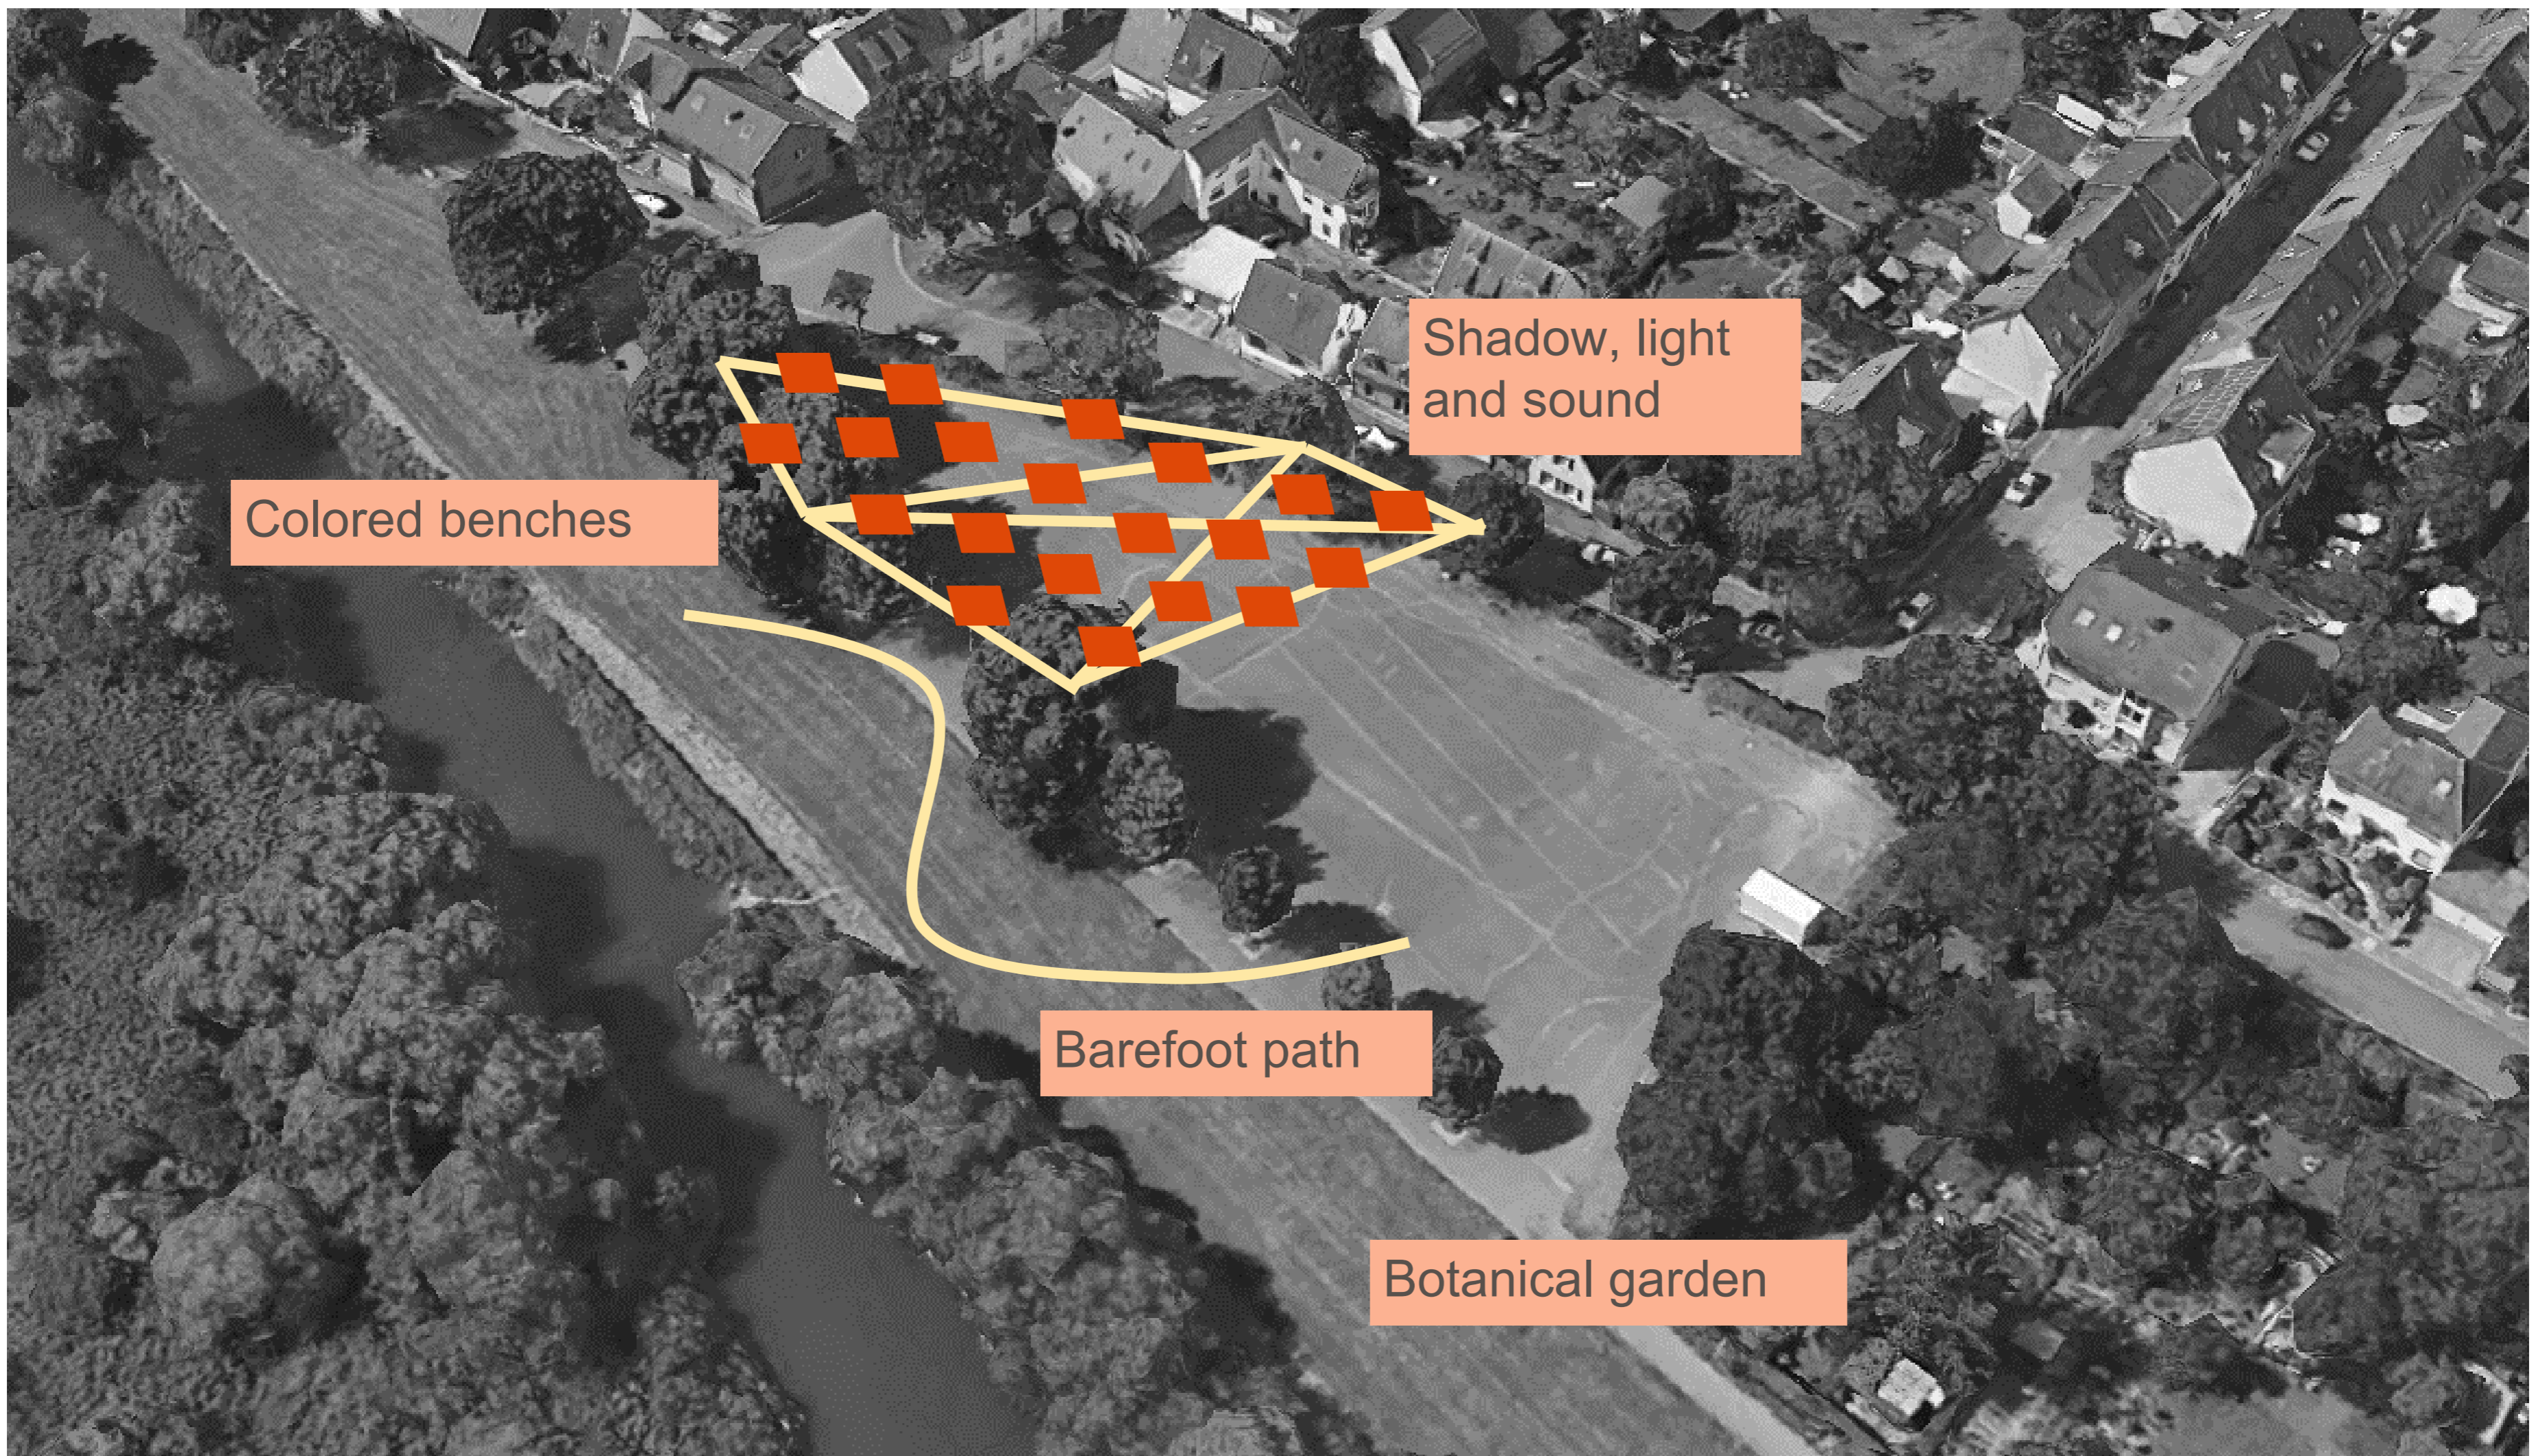 Shadow, light
and sound
Colored benches
Barefoot path
Botanical garden